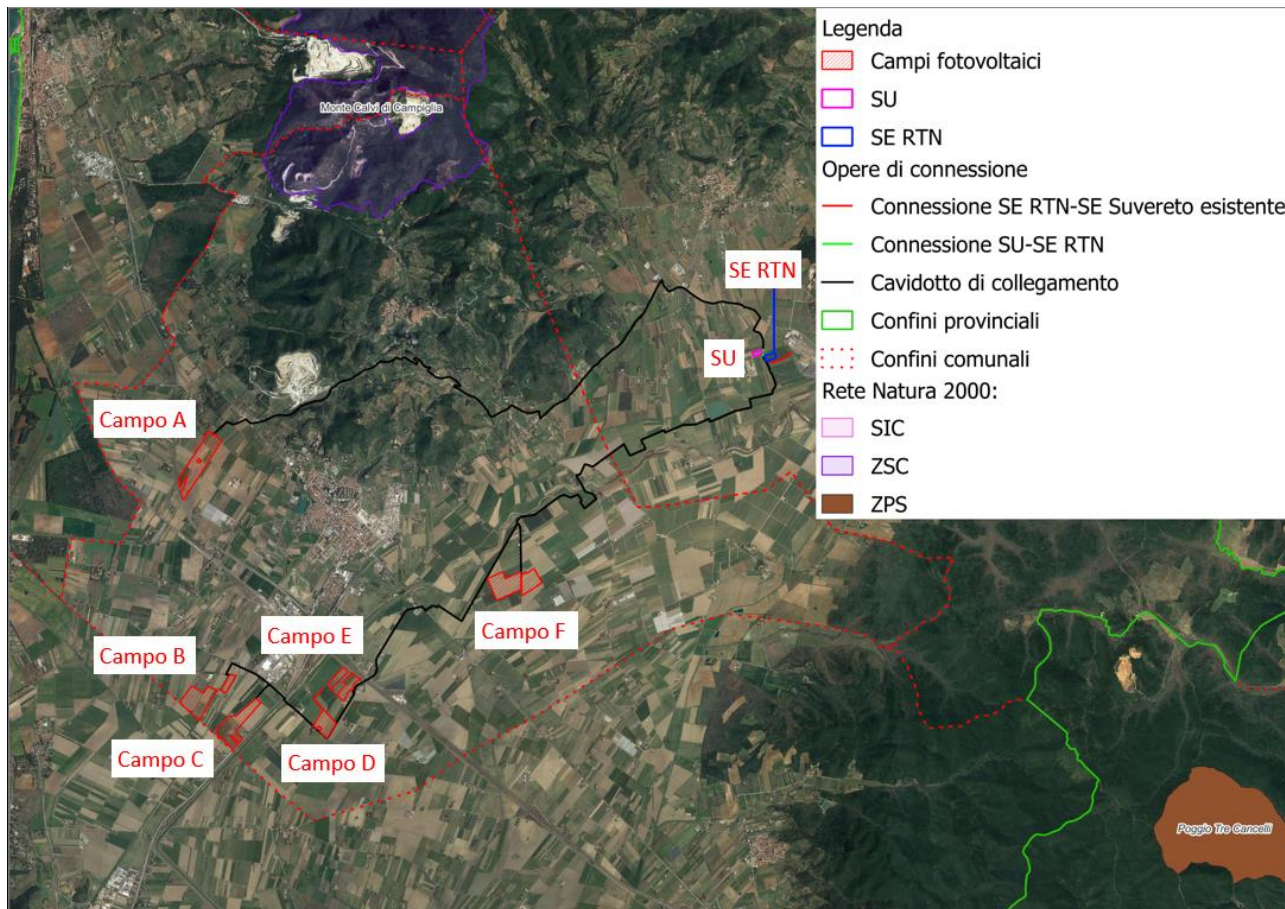 Legenda
Campi fotovoltaici
SU
SE RTN
Opere di connessione
Connessione SE RTN-SE Suvereto esistente
Connessione SU-SE RTN
Cavidotto di collegamento
Confini provinciali
Confini comunali
Rete Natura 2000:
SIC
ZSC
ZPS
Monte Calvi di Campiglia
SE RTN
SU
Campo A
Campo E
Campo F
Campo B
Campo C
Campo D
Poggio Tre Cancelli